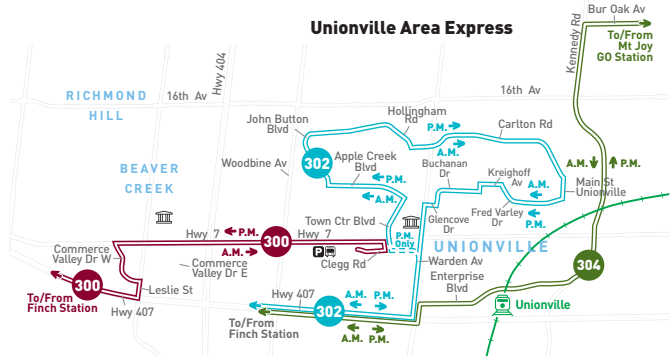 Bur Oak Av
Unionville Area Express
Kennedy Rd
To/From
Mt Joy
GO Station
Hwy 404
RICHMOND
HILL
16th Av
16th Av
John Button
Blvd
Hollingham
Rd
P.M.
Carlton Rd
A.M.
302
Woodbine Av
Apple Creek
Blvd
Buchanan
Dr
Kreighoff
Av
A.M.
P.M.
BEAVER
CREEK
P.M.
A.M.
A.M.
Main St
Unionville
Town Ctr Blvd
Glencove
Dr
Fred Varley
Dr
P.M.
Hwy 7
P.M.
Hwy 7
300
P.M.
Only
UNIONVILLE
A.M.
P
Commerce
Valley Dr W
Commerce
Valley Dr E
Clegg Rd
Warden Av
304
Enterprise
Blvd
300
Leslie St
To/From
Finch Station
Hwy 407
Hwy 407
A.M.
P.M.
302
Unionville
To/From
Finch Station
A.M.
P.M.